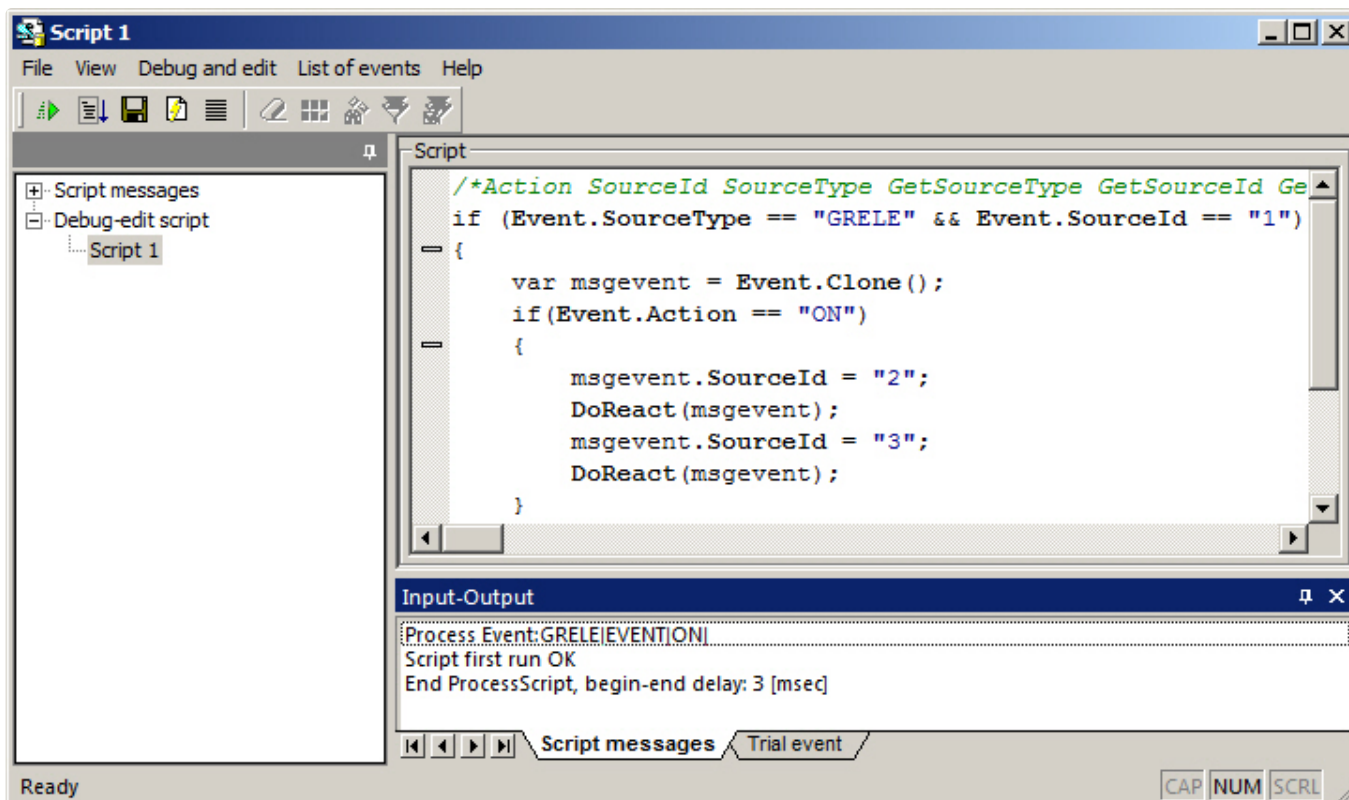 Script 1
File View Debug and edit List of events Help
Script messages
Debug-edit script
Script 1
Script
/*Action SourceId SourceType GetSourceType GetSourceId Ge
if (Event.SourceType == "GRELE" && Event.SourceId == "1")
{
var msgevent = Event.Clone();
if(Event.Action == "ON")
{
msgevent.SourceId = "2";
DoReact(msgevent);
msgevent.SourceId = "3";
DoReact(msgevent);
}
Input-Output
Process Event:GRELE|EVENT|ON|
Script first run OK
End ProcessScript, begin-end delay: 3 [msec]
Script messages Trial event
Ready CAP NUM SCRL